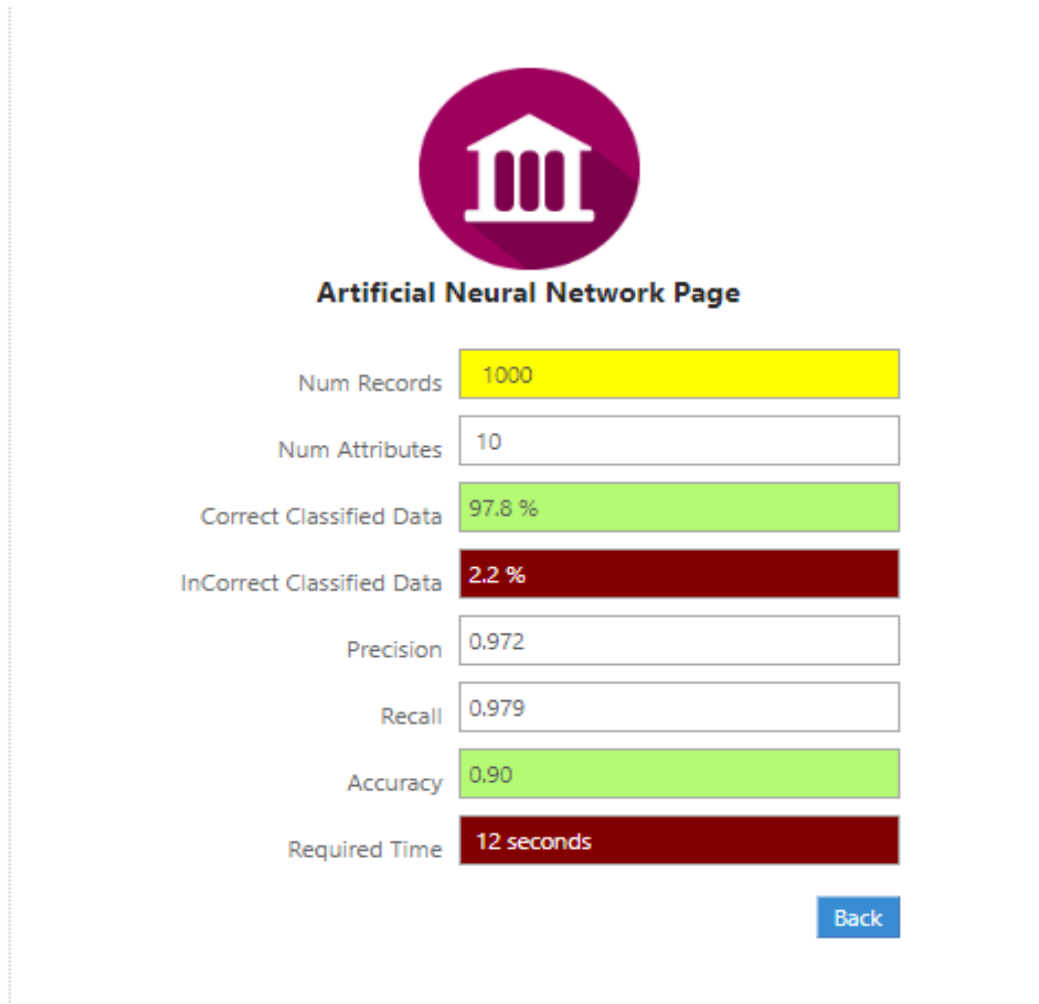 Artificial Neural Network Page
Num Records 1000
Num Attributes 10
Correct Classified Data 97.8 %
InCorrect Classified Data 2.2 %
Precision 0.972
Recall 0.979
Accuracy 0.90
Required Time 12 seconds
Back